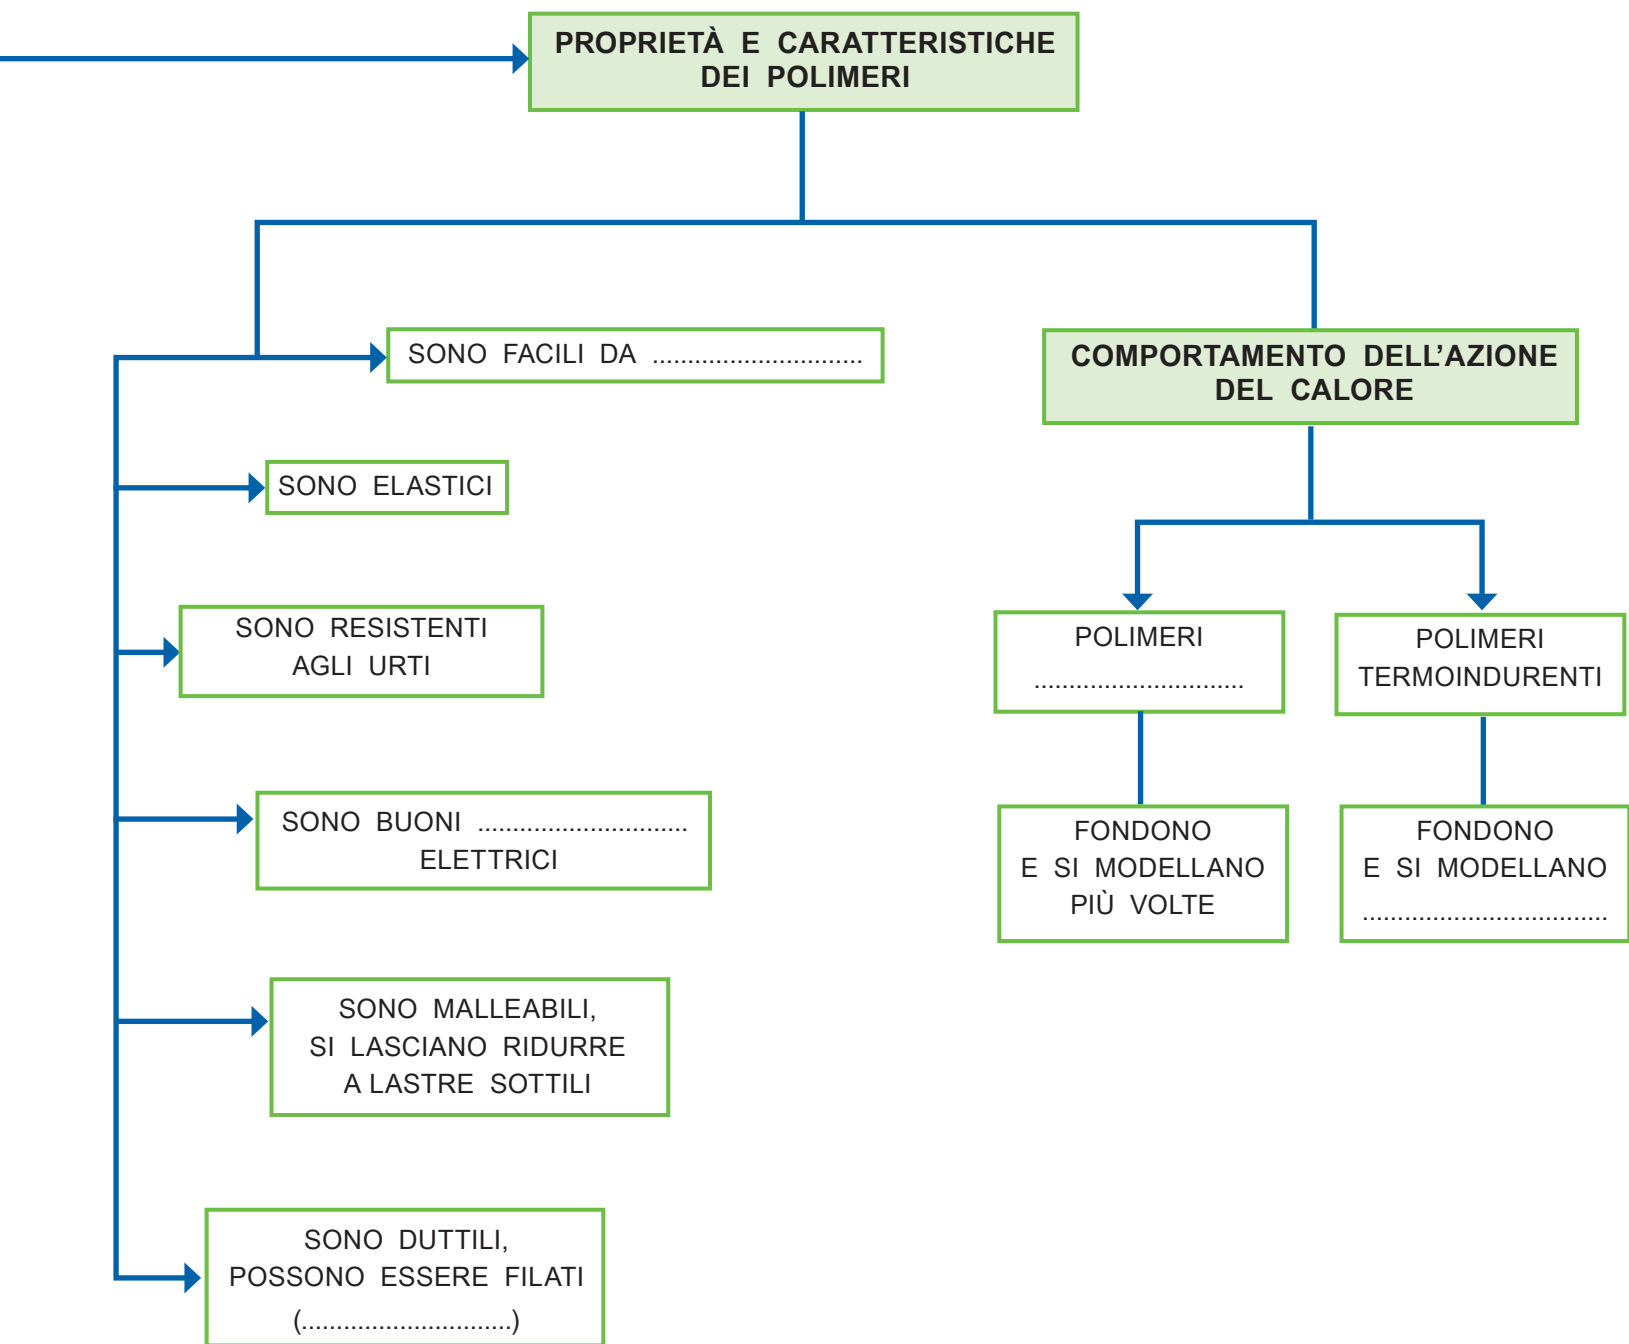 PROPRIETÀ E CARATTERISTICHE
DEI POLIMERI
SONO FACILI DA ..............................
SONO ELASTICI
SONO RESISTENTI
AGLI URTI
SONO BUONI ..............................
ELETTRICI
SONO MALLEABILI,
SI LASCIANO RIDURRE
A LASTRE SOTTILI
SONO DUTTILI,
POSSONO ESSERE FILATI
(..............................)
COMPORTAMENTO DELL’AZIONE
DEL CALORE
POLIMERI
..............................
FONDONO
E SI MODELLANO
PIÙ VOLTE
POLIMERI
TERMOINDURENTI
FONDONO
E SI MODELLANO
...................................